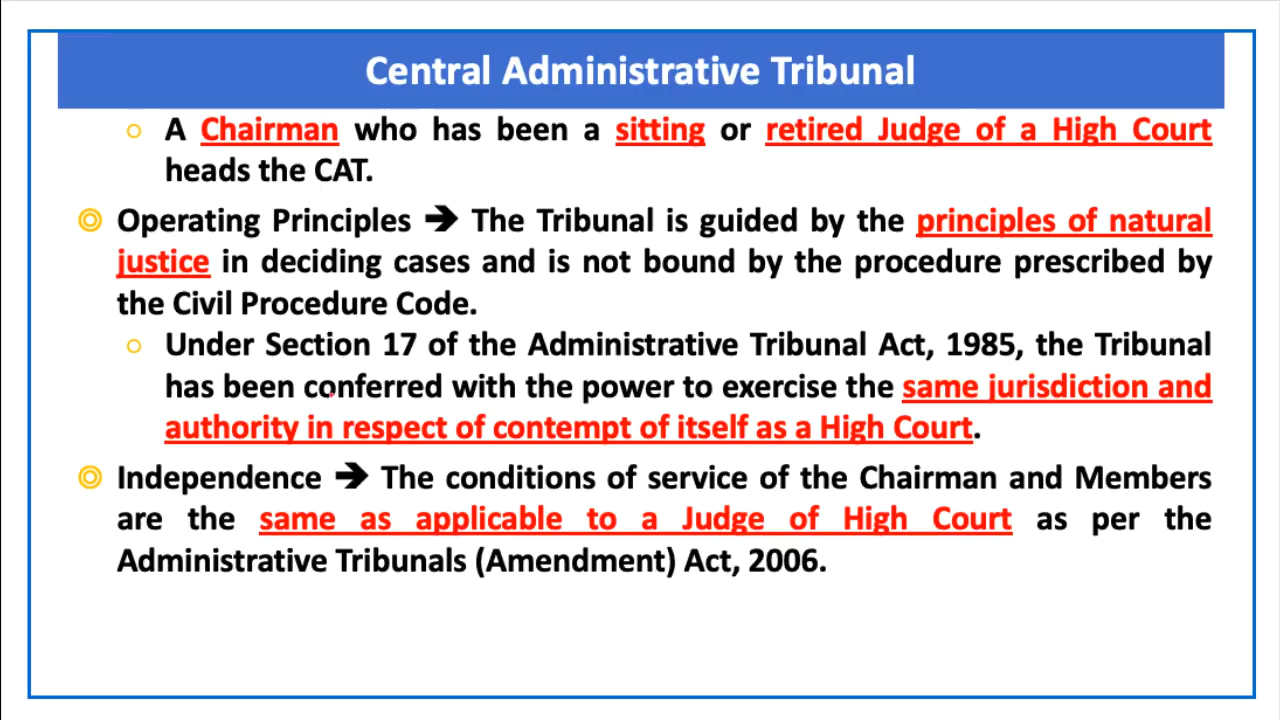 Central Administrative Tribunal
○ A Chairman who has been a sitting or retired Judge of a High Court
heads the CAT.
◎ Operating Principles ➔ The Tribunal is guided by the principles of natural
justice in deciding cases and is not bound by the procedure prescribed by
the Civil Procedure Code.
○ Under Section 17 of the Administrative Tribunal Act, 1985, the Tribunal
has been conferred with the power to exercise the same jurisdiction and
authority in respect of contempt of itself as a High Court.
◎ Independence ➔ The conditions of service of the Chairman and Members
are the same as applicable to a Judge of High Court as per the
Administrative Tribunals (Amendment) Act, 2006.